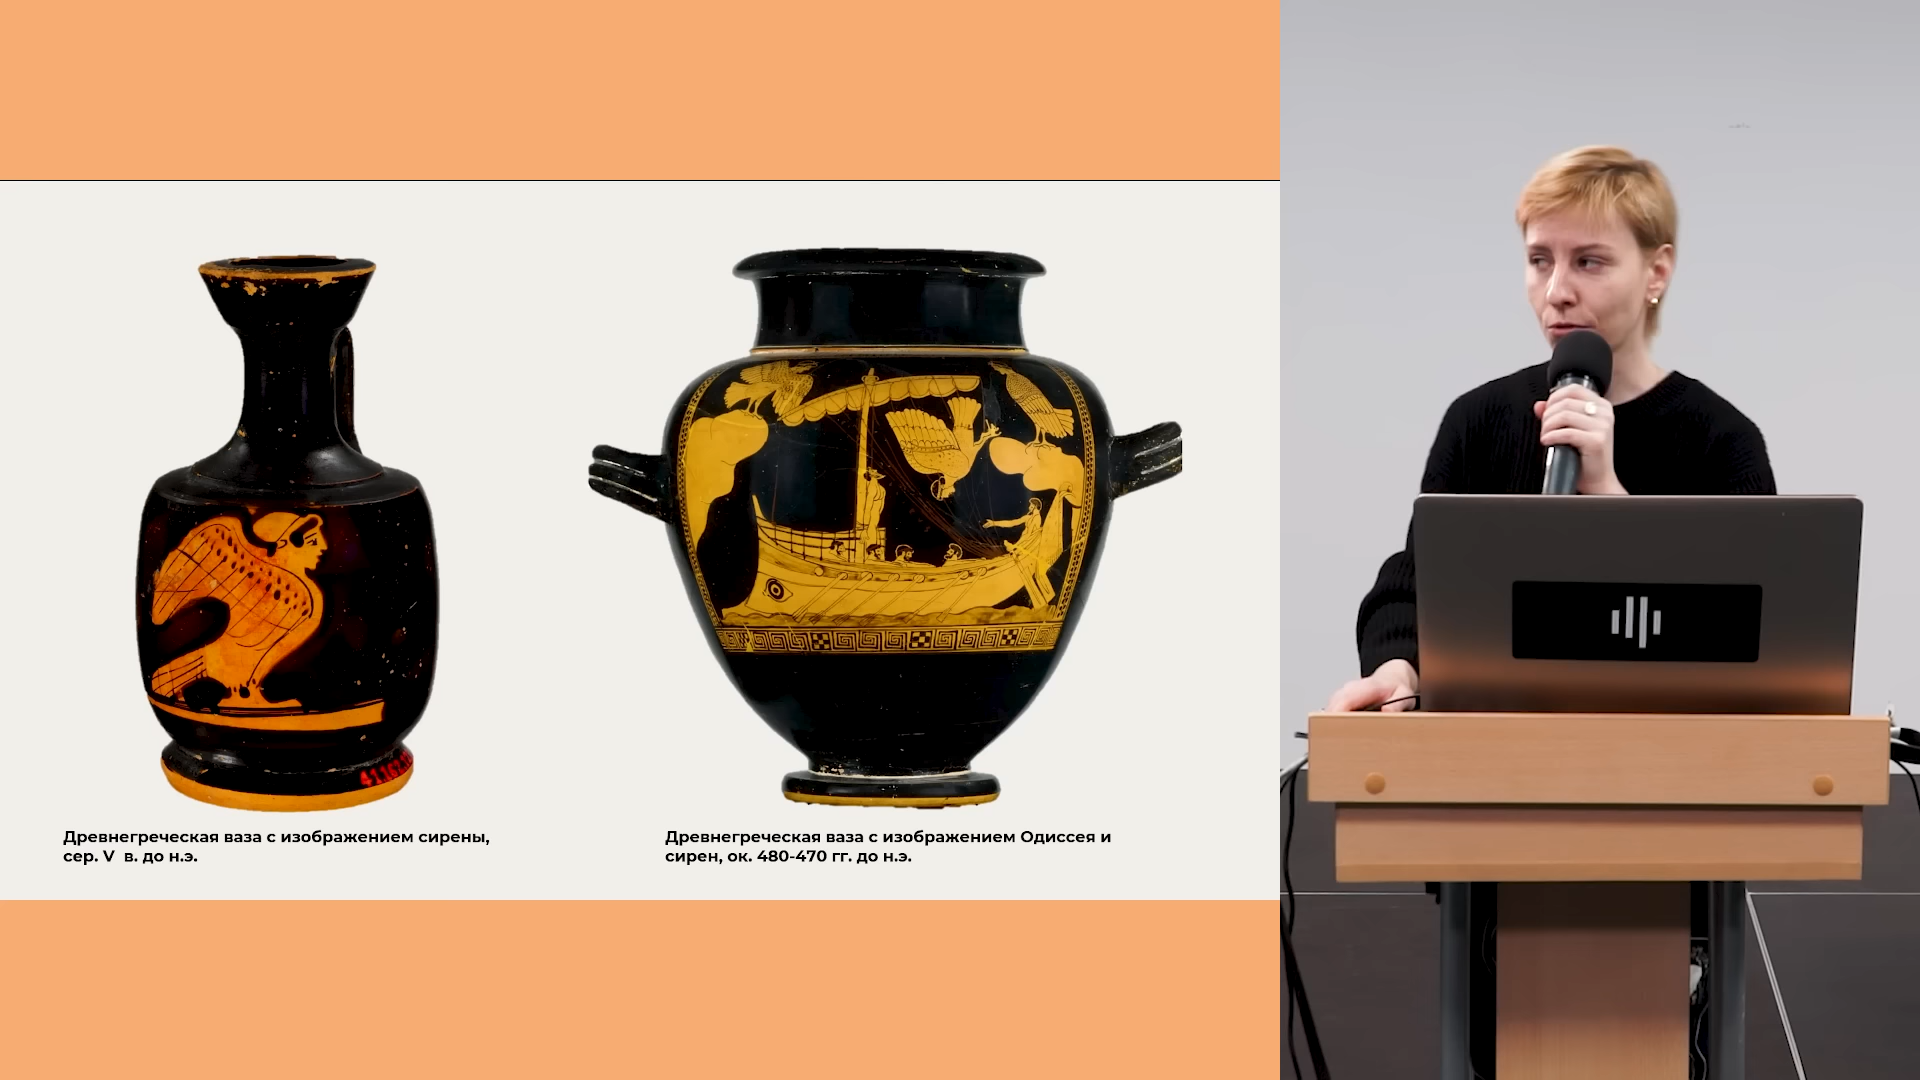 Древнегреческая ваза с изображением сирены,
сер. V в. до н.э.
Древнегреческая ваза с изображением Одиссея и
сирен, ок. 480-470 гг. до н.э.